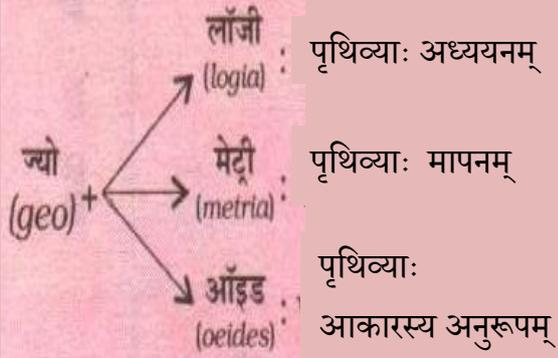 लॉजी
(logia) : पृथिव्याः अध्ययनम्
ज्यो
(geo) +
मेट्री
(metria) : पृथिव्याः मापनम्
ऑइड
(oeides) : पृथिव्याः
आकारस्य अनुरूपम्